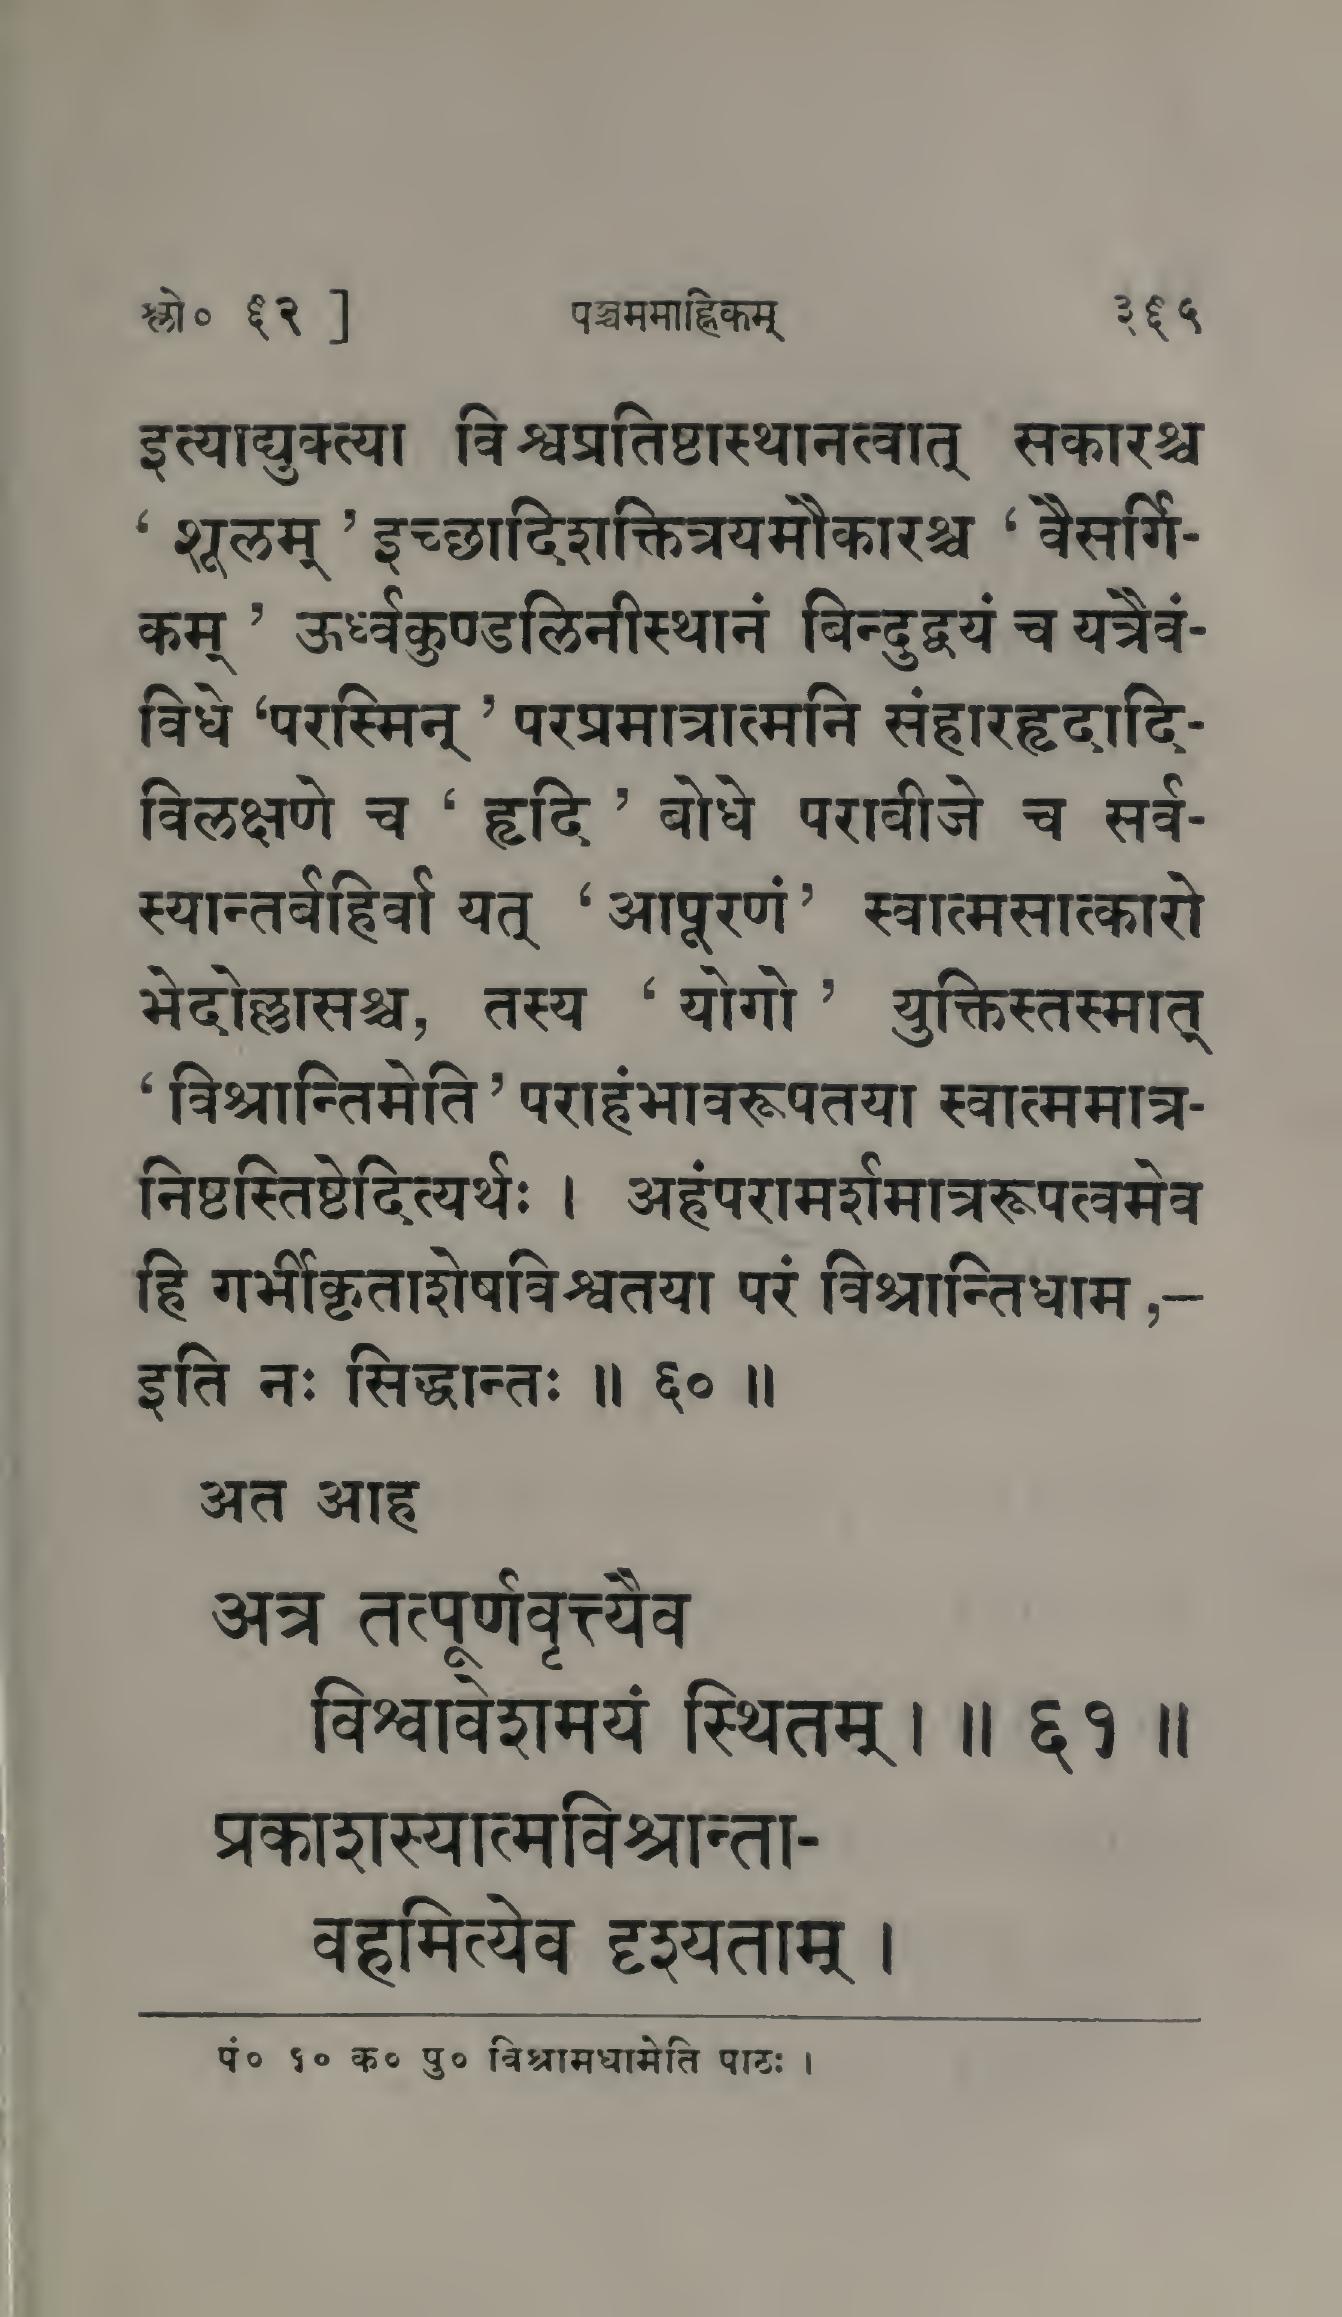 श्लो० ६२ ] पञ्चममाह्निकम् ३६५
इत्याद्युक्त्या विश्वप्रतिष्ठास्थानत्वात् सकारश्च
‘ शूलम् ’ इच्छादिशक्तित्रयमौकारश्च ‘ वैसर्गि-
कम् ’ ऊर्ध्वकुण्डलिनीस्थानं बिन्दुद्वयं च यत्रैवं-
विधे ‘परस्मिन् ’ परप्रमात्रात्मनि संहारहृदादि-
विलक्षणे च ‘ हृदि ’ बोधे पराबीजे च सर्व-
स्यान्तर्बहिर्वा यत् ‘आपूरणं’ स्वात्मसात्कारो
भेदोल्लासश्च, तस्य ‘ योगो ’ युक्तिस्तस्मात्
‘विश्रान्तिमेति’ पराहंभावरूपतया स्वात्ममात्र-
निष्ठस्तिष्ठेदित्यर्थः । अहंपरामर्शमात्ररूपत्वमेव
हि गर्भीकृताशेषविश्वतया परं विश्रान्तिधाम ,–
इति नः सिद्धान्तः ॥ ६० ॥
अत आह
अत्र तत्पूर्णवृत्त्यैव
विश्वावेशमयं स्थितम् । ॥ ६१ ॥
प्रकाशस्यात्मविश्रान्ता-
वहमित्येव दृश्यताम् ।
पं० १० क० पु० विश्रामधामेति पाठः ।